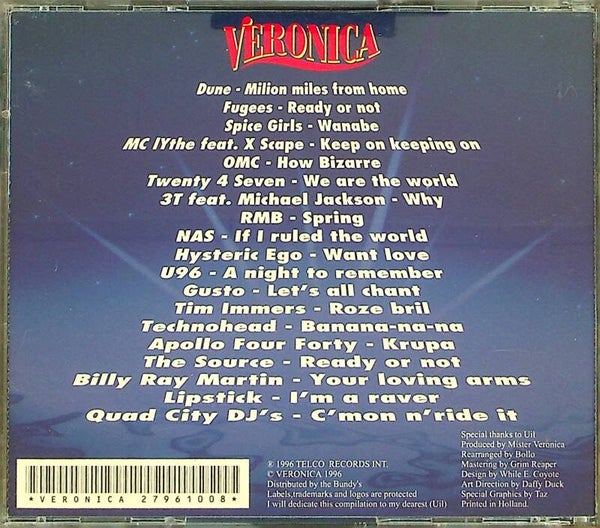 VERONICA
Dune - Milion miles from home
Fugees - Ready or not
Spice Girls - Wanabe
MC lYthe feat. X Scape - Keep on keeping on
OMC - How Bizarre
Twenty 4 Seven - We are the world
3T feat. Michael Jackson - Why
RMB - Spring
NAS - If I ruled the world
Hysteric Ego - Want love
U96 - A night to remember
Gusto - Let's all chant
Tim Immers - Roze bril
Technohead - Banana-na-na
Apollo Four Forty - Krupa
The Source - Ready or not
Billy Ray Martin - Your loving arms
Lipstick - I'm a raver
Quad City DJ's - C'mon n'ride it
*VERONICA 27961008*
℗ 1996 TELCO RECORDS INT.
© VERONICA 1996
Distributed by the Bundy's
Labels,trademarks and logos are protected
I will dedicate this compilation to my dearest (Uil)
Special thanks to Uil
Produced by Mister Veronica
Rearranged by Bollo
Mastering by Grim Reaper
Design by While E. Coyote
Art Direction by Daffy Duck
Special Graphics by Taz
Printed in Holland.